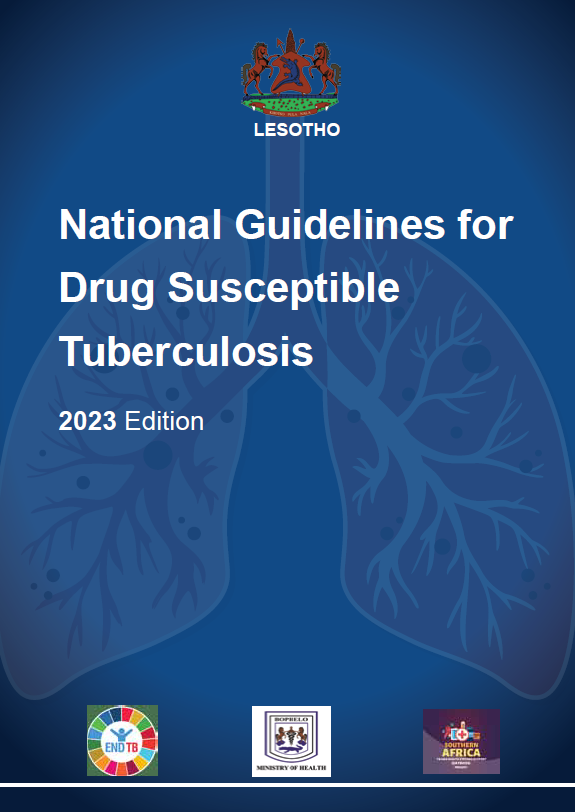 LESOTHO
National Guidelines for
Drug Susceptible
Tuberculosis
2023 Edition
END TB
BOPHELO
MINISTRY OF HEALTH
SOUTHERN
AFRICA